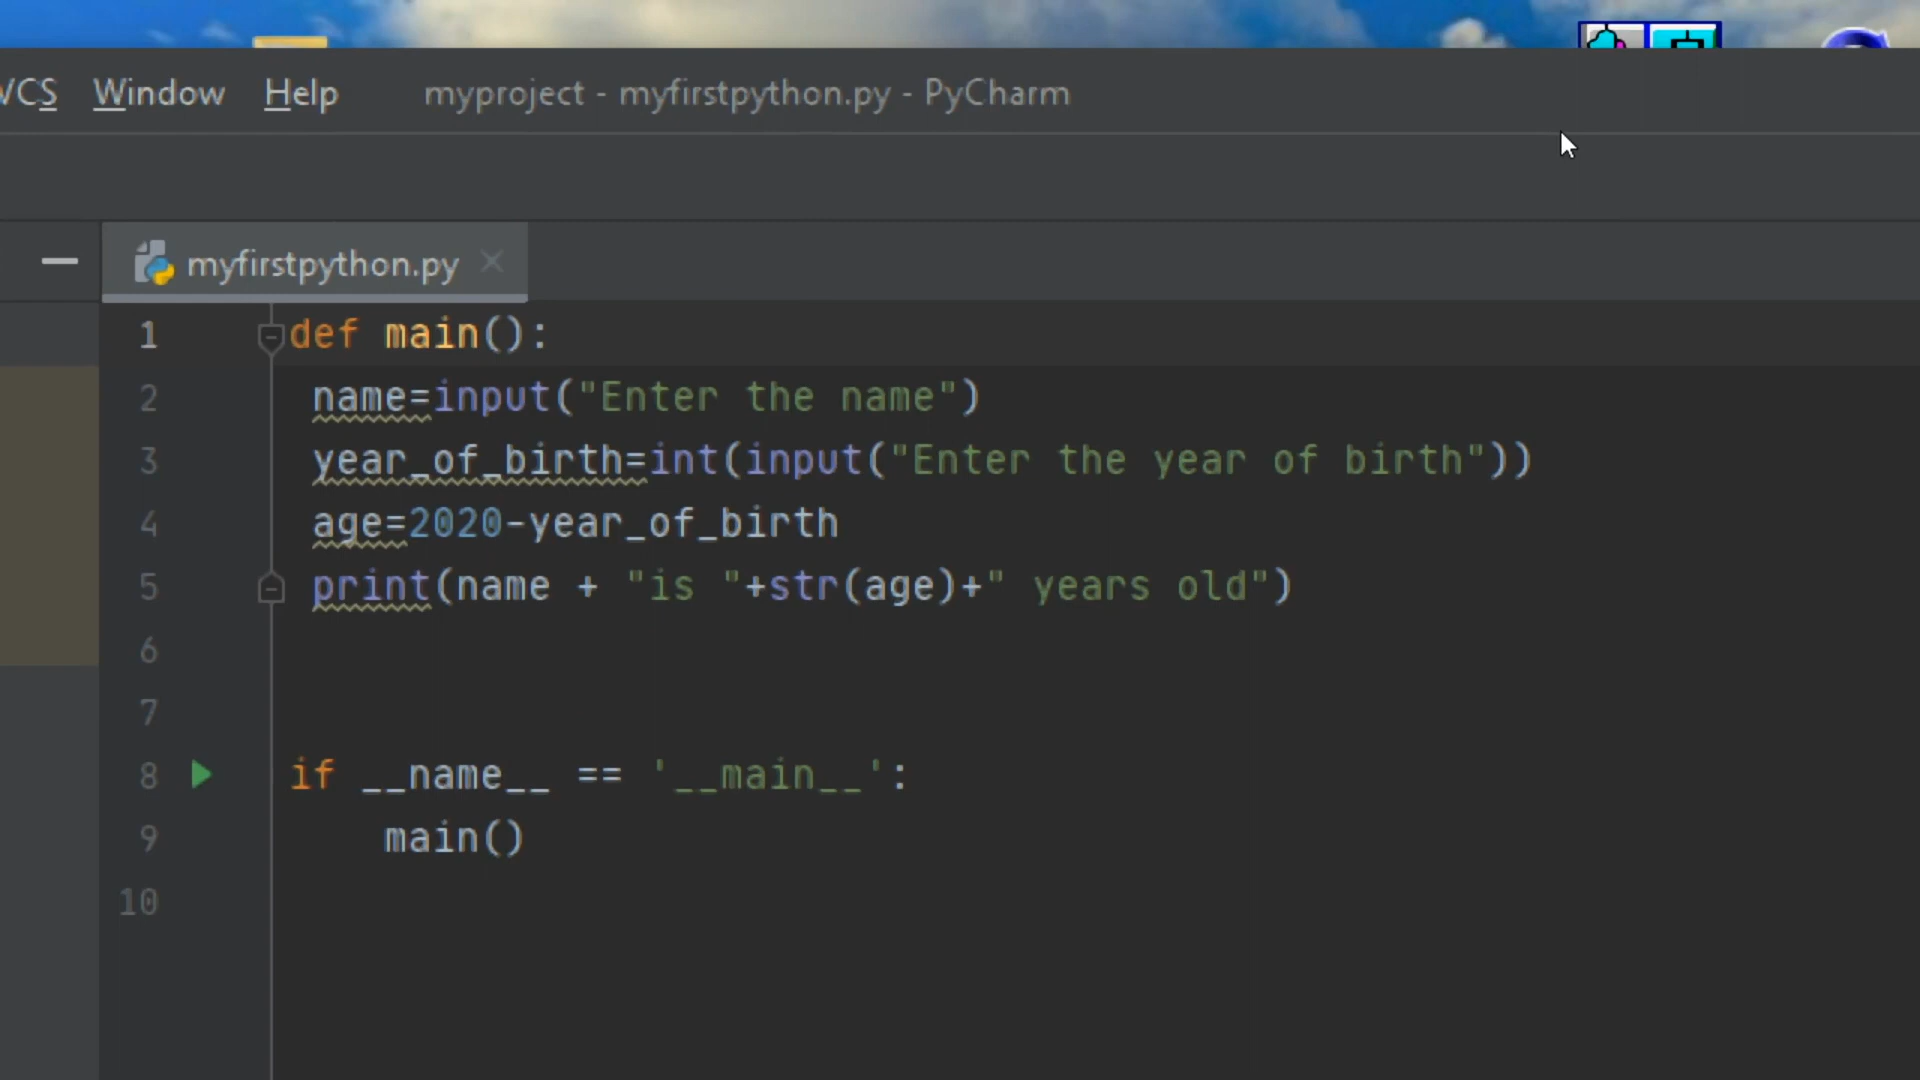 VCS Window Help myproject - myfirstpython.py - PyCharm
myfirstpython.py
1 def main():
2 name=input("Enter the name")
3 year_of_birth=int(input("Enter the year of birth"))
4 age=2020-year_of_birth
5 print(name + "is "+str(age)+" years old")
6
7
8 if __name__ == '__main__':
9 main()
10